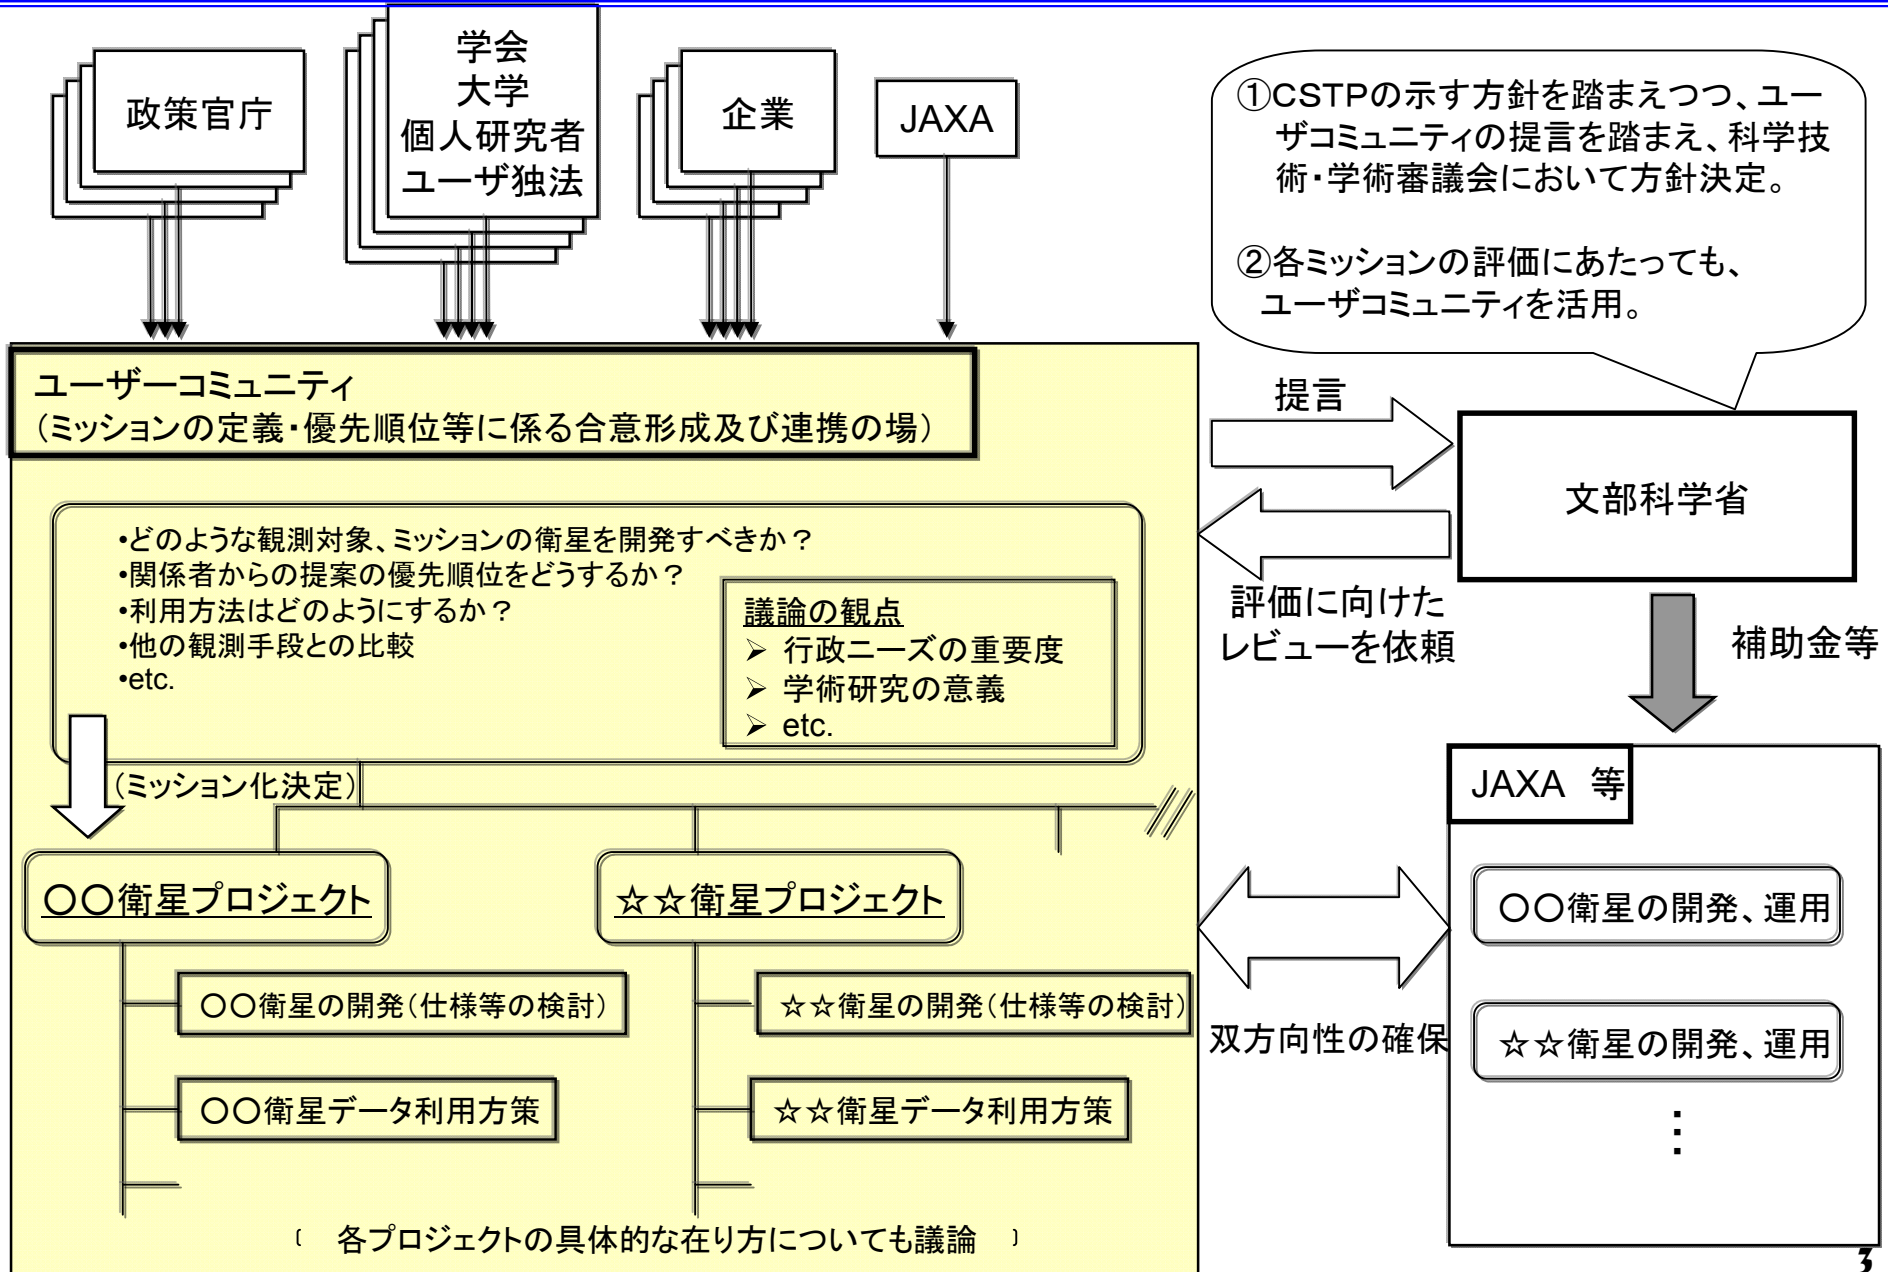 政策官庁
学会
大学
個人研究者
ユーザ独法
企業
JAXA
①CSTPの示す方針を踏まえつつ、ユー
ザコミュニティの提言を踏まえ、科学技
術・学術審議会において方針決定。
②各ミッションの評価にあたっても、
ユーザコミュニティを活用。
ユーザーコミュニティ
(ミッションの定義・優先順位等に係る合意形成及び連携の場)
提言
文部科学省
•どのような観測対象、ミッションの衛星を開発すべきか?
•関係者からの提案の優先順位をどうするか?
•利用方法はどのようにするか?
•他の観測手段との比較
•etc.
議論の観点
➢ 行政ニーズの重要度
➢ 学術研究の意義
➢ etc.
評価に向けた
レビューを依頼
補助金等
(ミッション化決定)
JAXA 等
〇〇衛星プロジェクト
☆☆衛星プロジェクト
〇〇衛星の開発、運用
〇〇衛星の開発(仕様等の検討)
☆☆衛星の開発(仕様等の検討)
双方向性の確保
☆☆衛星の開発、運用
〇〇衛星データ利用方策
☆☆衛星データ利用方策
⋮
〔 各プロジェクトの具体的な在り方についても議論 〕
3